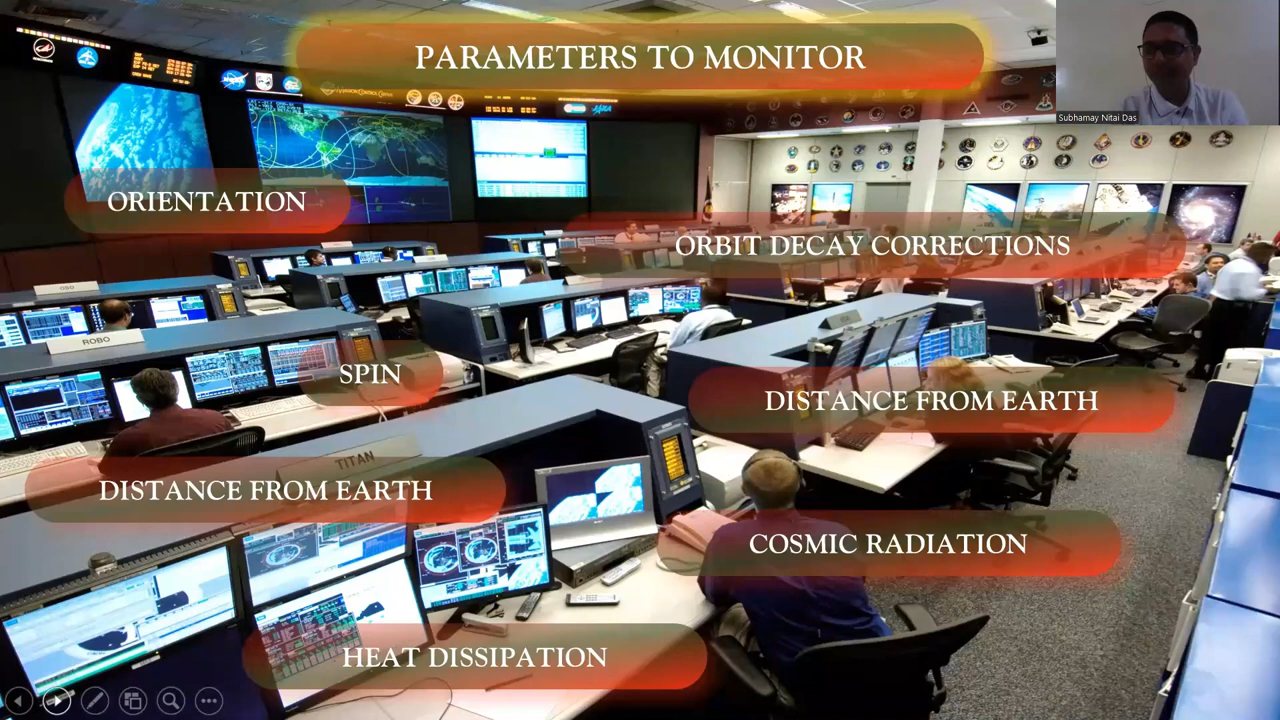 PARAMETERS TO MONITOR
Subhamay Nitai Das
ORIENTATION
ORBIT DECAY CORRECTIONS
ROBO
SPIN
DISTANCE FROM EARTH
TITAN
DISTANCE FROM EARTH
COSMIC RADIATION
HEAT DISSIPATION